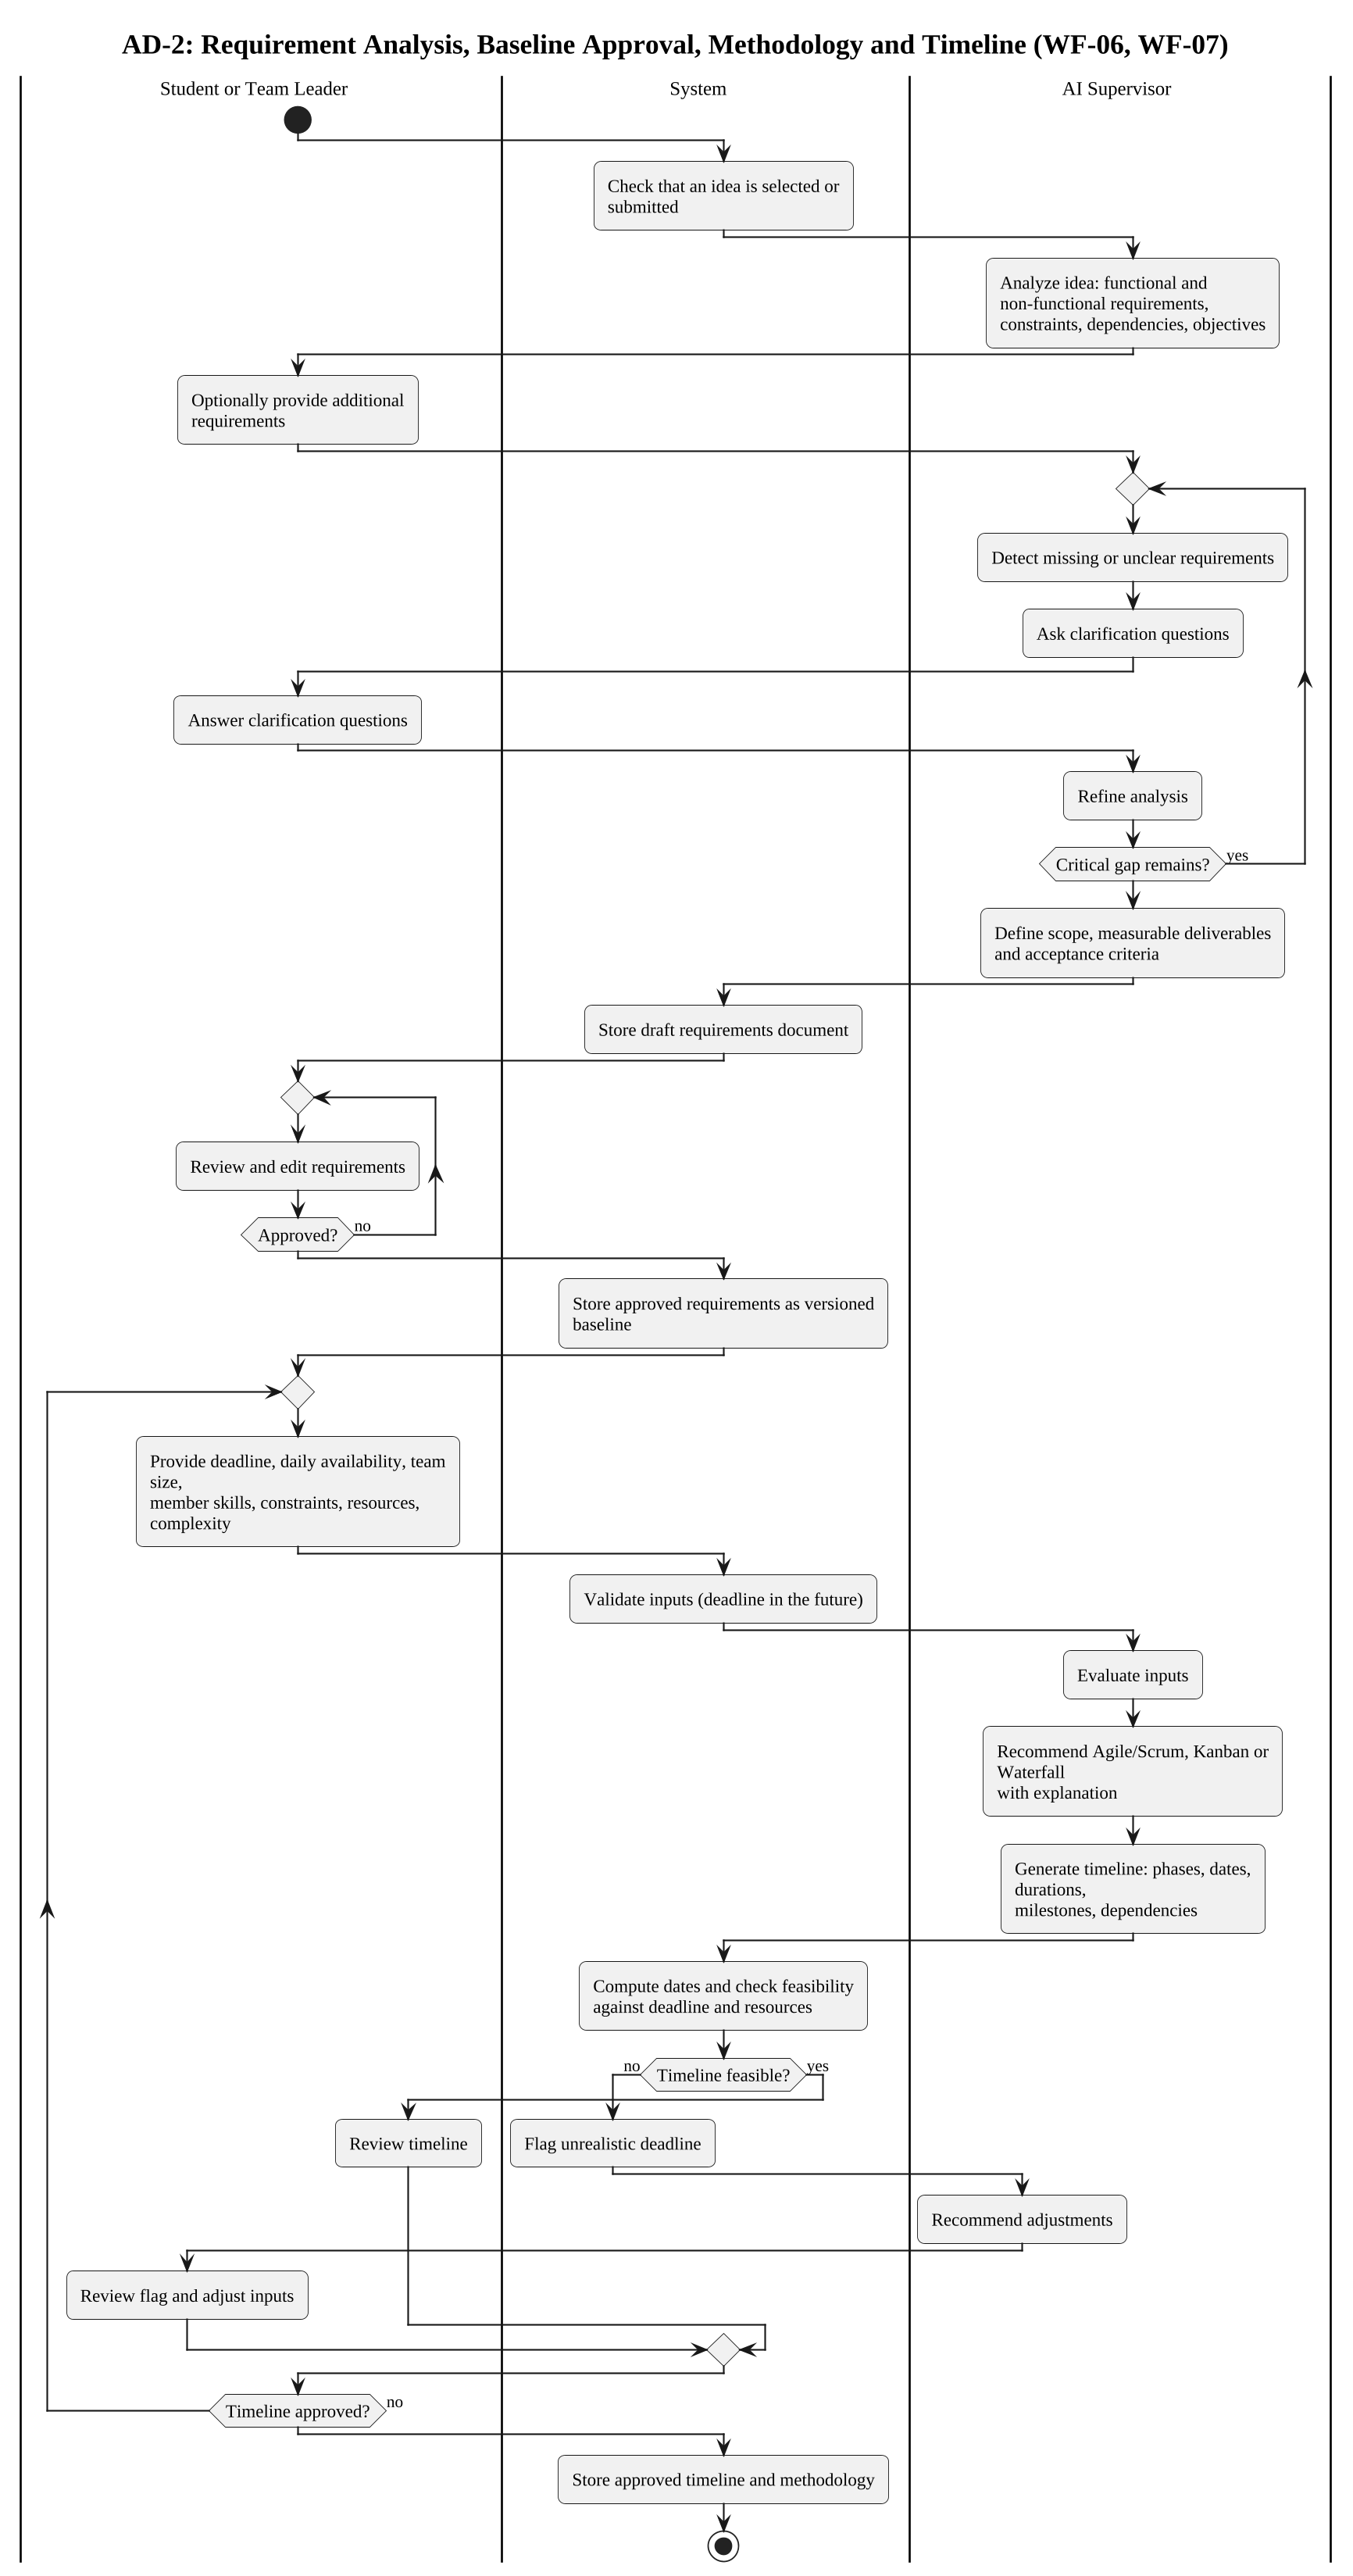 AD-2: Requirement Analysis, Baseline Approval, Methodology and Timeline (WF-06, WF-07)
Student or Team Leader
System
AI Supervisor
Check that an idea is selected or
submitted
Analyze idea: functional and
non-functional requirements,
constraints, dependencies, objectives
Optionally provide additional
requirements
Detect missing or unclear requirements
Ask clarification questions
Answer clarification questions
Refine analysis
Critical gap remains?
yes
Define scope, measurable deliverables
and acceptance criteria
Store draft requirements document
Review and edit requirements
Approved?
no
Store approved requirements as versioned
baseline
Provide deadline, daily availability, team
size,
member skills, constraints, resources,
complexity
Validate inputs (deadline in the future)
Evaluate inputs
Recommend Agile/Scrum, Kanban or
Waterfall
with explanation
Generate timeline: phases, dates,
durations,
milestones, dependencies
Compute dates and check feasibility
against deadline and resources
no
Timeline feasible?
yes
Review timeline
Flag unrealistic deadline
Recommend adjustments
Review flag and adjust inputs
Timeline approved?
no
Store approved timeline and methodology